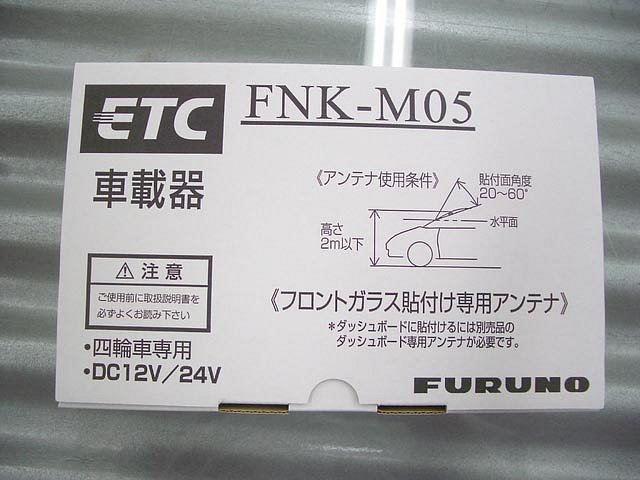 ETC
FNK-M05
車載器
《アンテナ使用条件》
貼付面角度
20～60°
水平面
高さ
2m以下
⚠注意
ご使用前に取扱説明書を
必ずよくお読み下さい
《フロントガラス貼付け専用アンテナ》
*ダッシュボードに貼付けるには別売品の
ダッシュボード専用アンテナが必要です。
・四輪車専用
・DC12V／24V
FURUNO